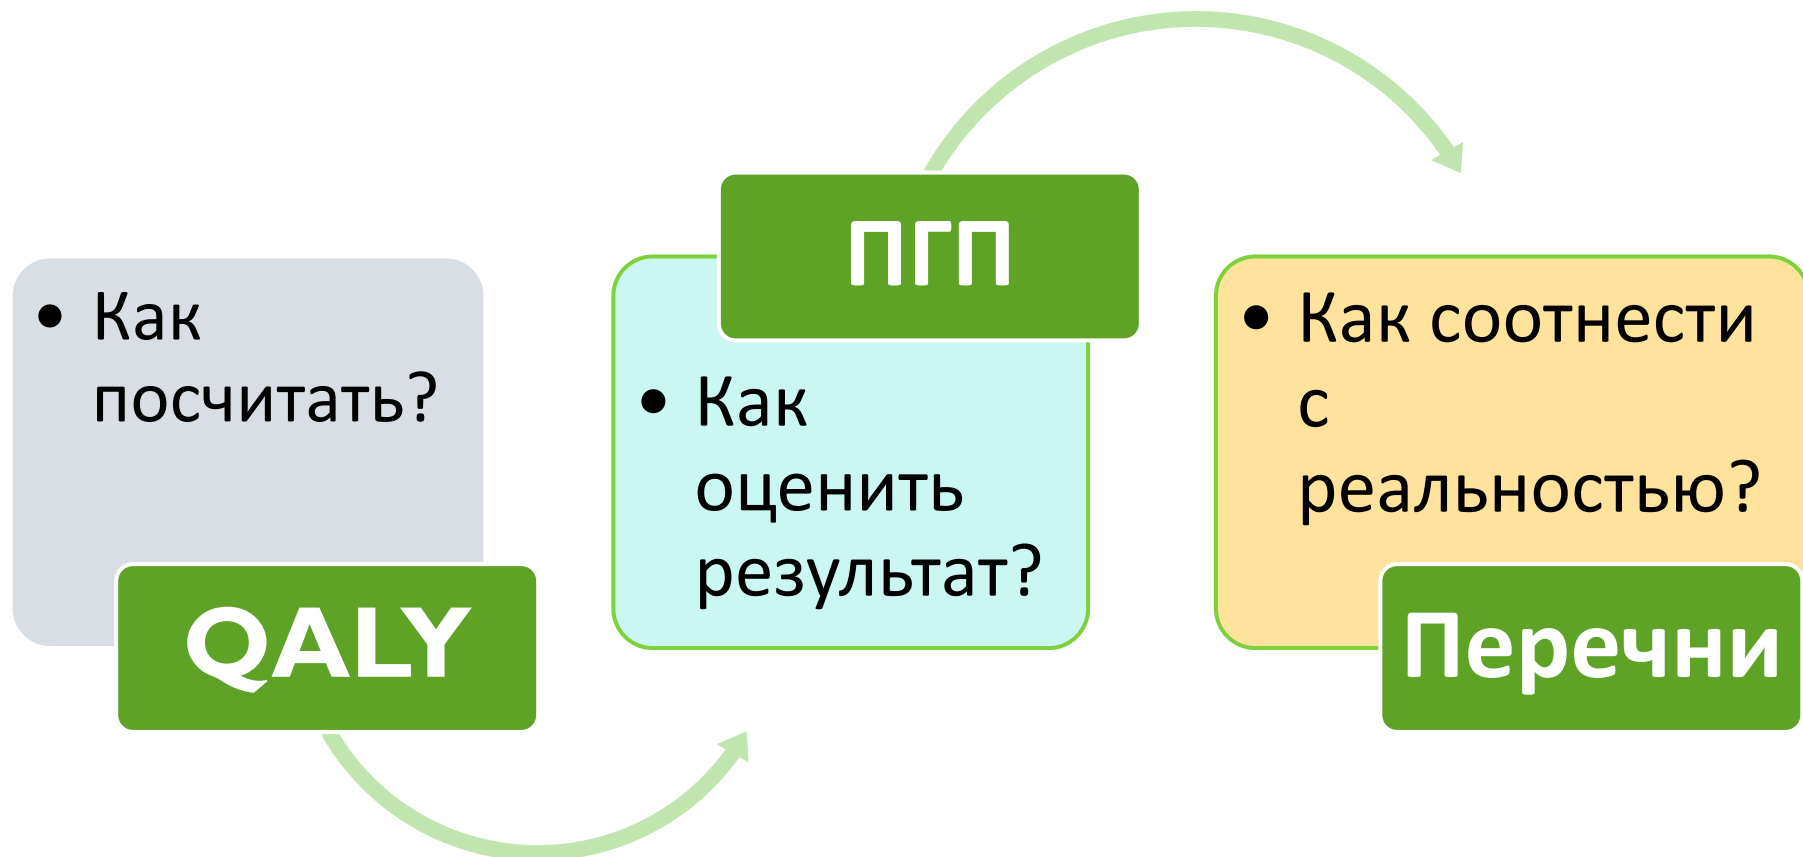 • Как
посчитать?
QALY
ПГП
• Как
оценить
результат?
• Как соотнести
с
реальностью?
Перечни